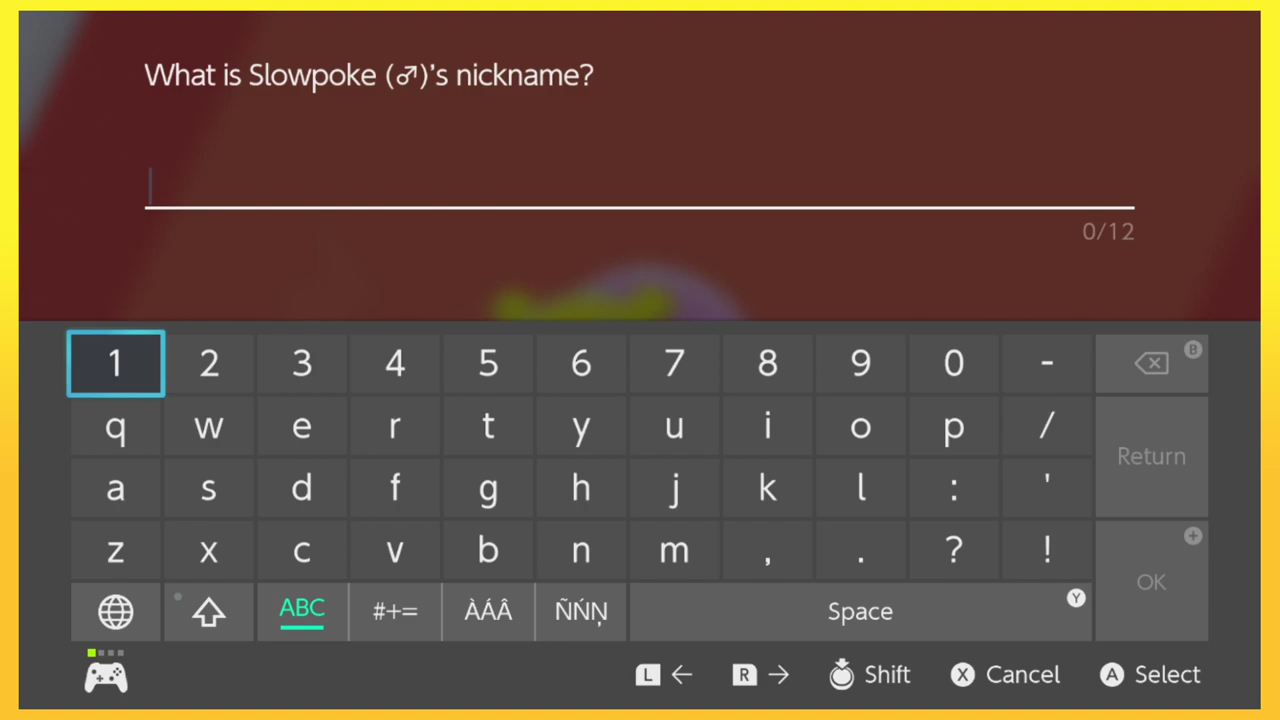 What is Slowpoke (♂)'s nickname?
0/12
1 2 3 4 5 6 7 8 9 0 - B
q w e r t y u i o p / Return
a s d f g h j k l : '
z x c v b n m , . ? ! + OK
ABC #+= ÀÁÂ ÑŃŅ Space Y
L ← R → Shift X Cancel A Select